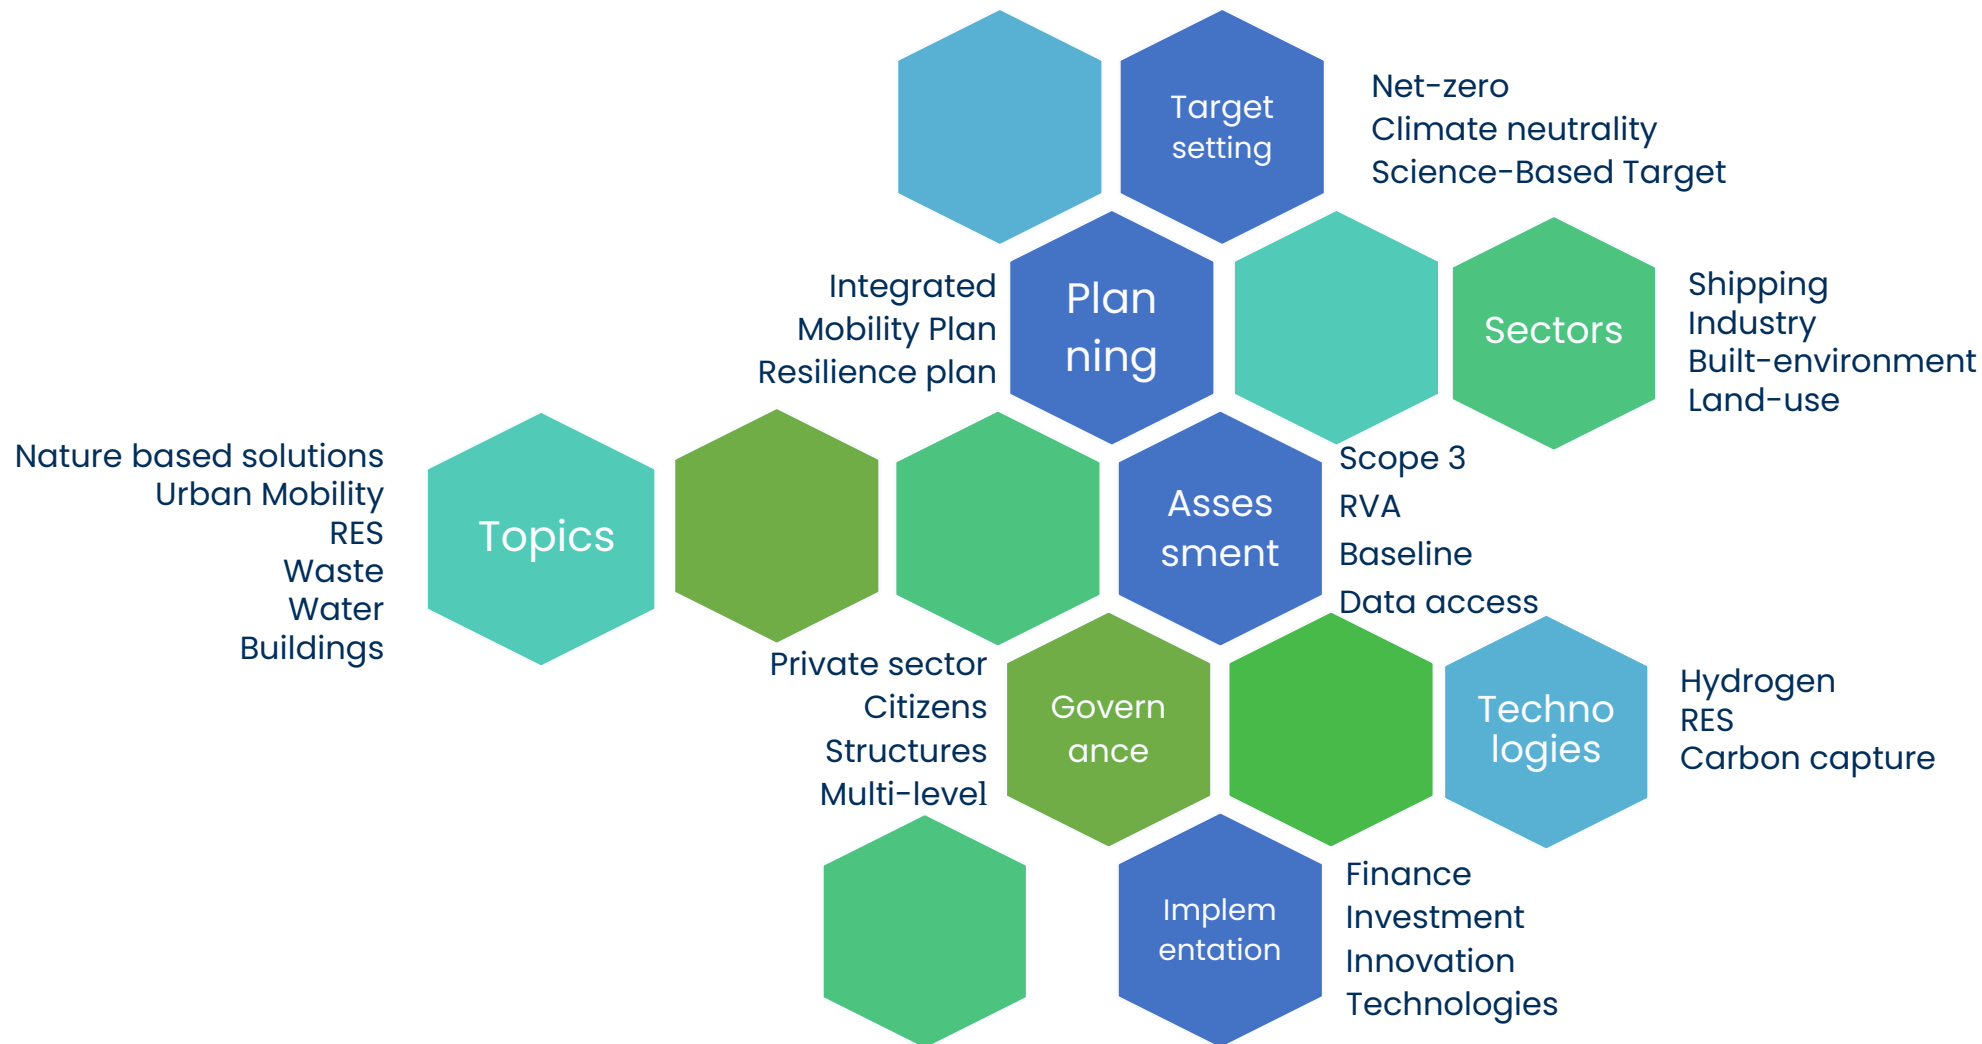 Target
setting
Net-zero
Climate neutrality
Science-Based Target
Integrated
Mobility Plan
Resilience plan
Plan
ning
Sectors
Shipping
Industry
Built-environment
Land-use
Nature based solutions
Urban Mobility
RES
Waste
Water
Buildings
Topics
Asses
sment
Scope 3
RVA
Baseline
Data access
Private sector
Citizens
Structures
Multi-level
Govern
ance
Techno
logies
Hydrogen
RES
Carbon capture
Implem
entation
Finance
Investment
Innovation
Technologies